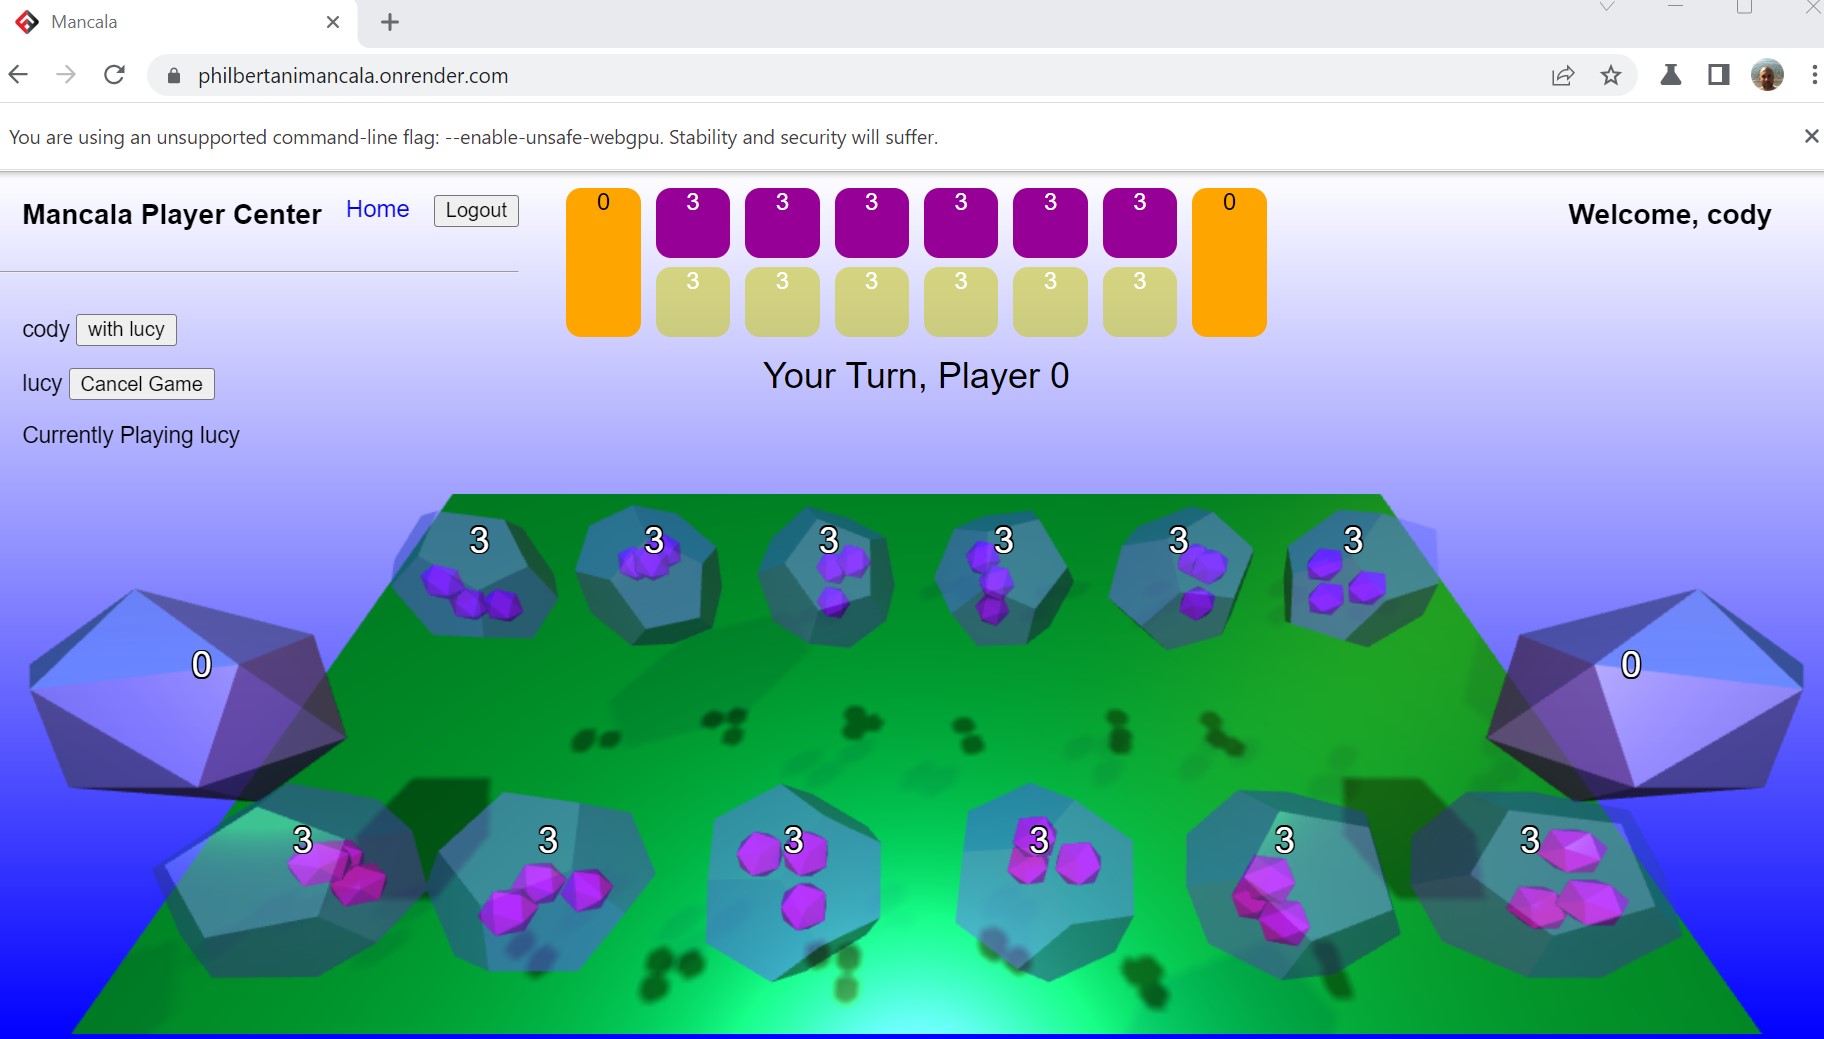 Mancala
philbertanimancala.onrender.com
You are using an unsupported command-line flag: --enable-unsafe-webgpu. Stability and security will suffer.
Mancala Player Center Home Logout
0 3 3 3 3 3 3 0
3 3 3 3 3 3
Welcome, cody
Your Turn, Player 0
cody with lucy
lucy Cancel Game
Currently Playing lucy
3 3 3 3 3 3
0 0
3 3 3 3 3 3